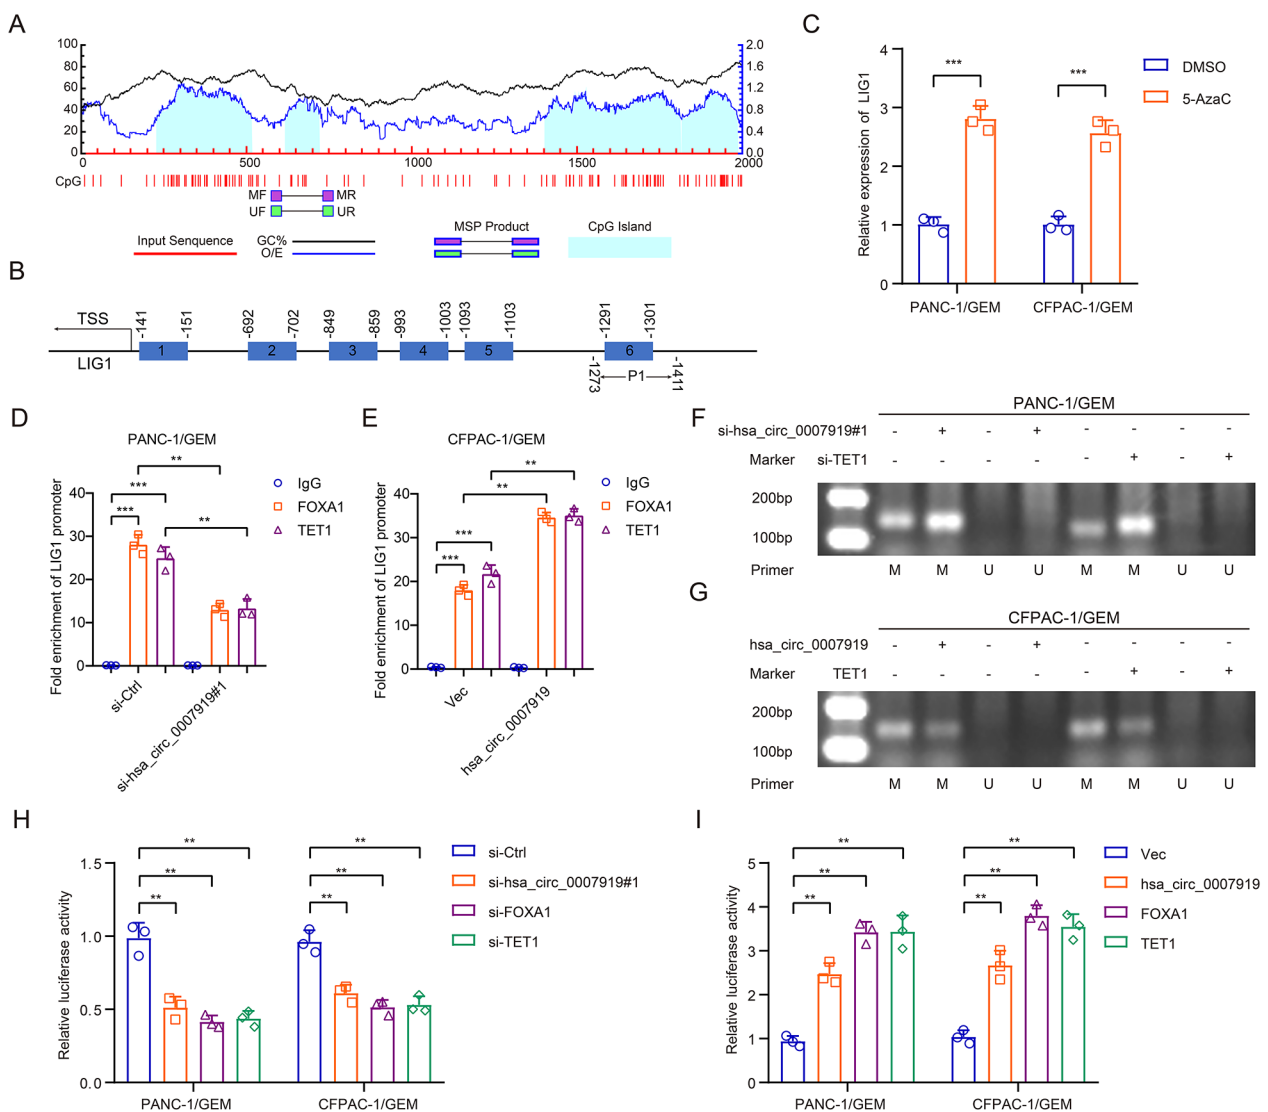 A
100
80
60
40
20
0
2.0
1.6
1.2
0.8
0.4
0.0
0
500
1000
1500
2000
CpG
MF
MR
UF
UR
Input Senquence
GC%
O/E
MSP Product
CpG Island
B
TSS
LIG1
-141
-151
-692
-702
-849
-859
-993
-1003
-1093
-1103
-1291
-1301
1
2
3
4
5
6
-1273
P1
-1411
C
Relative expression of LIG1
4
3
2
1
0
***
***
DMSO
5-AzaC
PANC-1/GEM
CFPAC-1/GEM
D
PANC-1/GEM
Fold enrichment of LIG1 promoter
40
30
20
10
0
**
***
***
**
IgG
FOXA1
TET1
si-Ctrl
si-hsa_circ_0007919#1
E
CFPAC-1/GEM
Fold enrichment of LIG1 promoter
40
30
20
10
0
**
**
***
***
IgG
FOXA1
TET1
Vec
hsa_circ_0007919
F
PANC-1/GEM
si-hsa_circ_0007919#1 - + - + - - - -
Marker si-TET1 - - - - - + - +
200bp
100bp
Primer M M U U M M U U
G
CFPAC-1/GEM
hsa_circ_0007919 - + - + - - - -
Marker TET1 - - - - - + - +
200bp
100bp
Primer M M U U M M U U
H
Relative luciferase activity
1.5
1.0
0.5
0.0
**
**
**
**
**
**
si-Ctrl
si-hsa_circ_0007919#1
si-FOXA1
si-TET1
PANC-1/GEM
CFPAC-1/GEM
I
Relative luciferase activity
5
4
3
2
1
0
**
**
**
**
**
**
Vec
hsa_circ_0007919
FOXA1
TET1
PANC-1/GEM
CFPAC-1/GEM